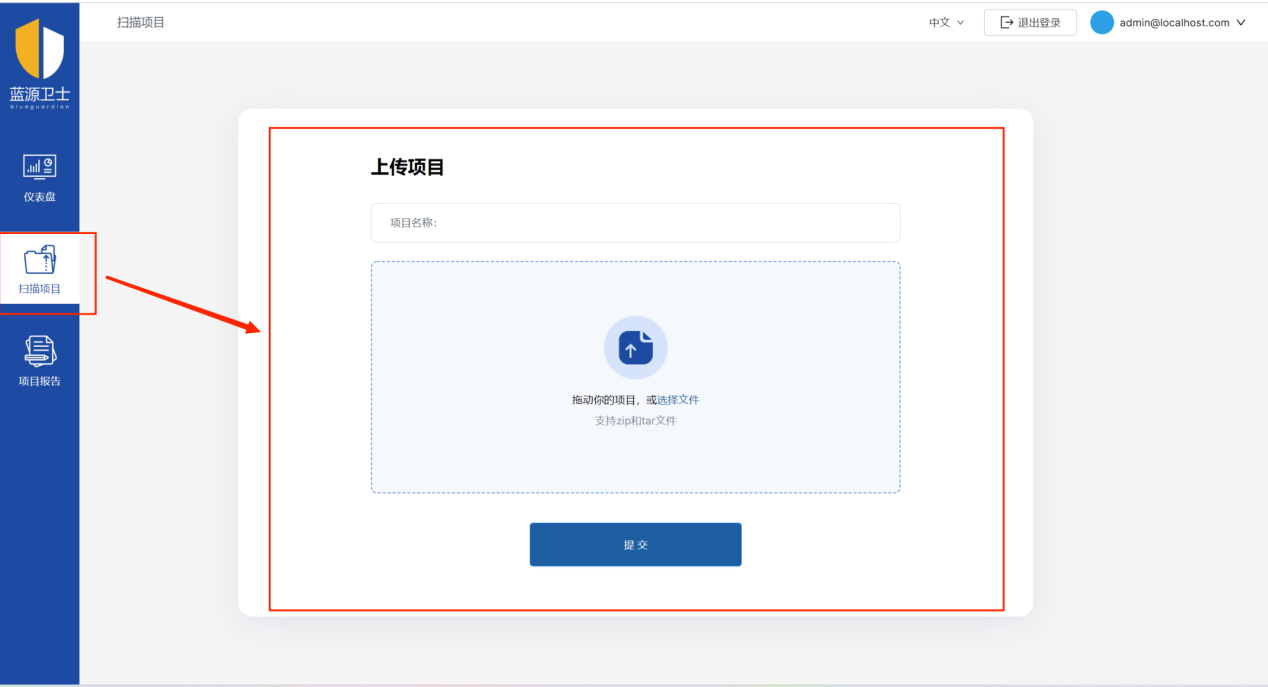 扫描项目
中文
退出登录
admin@localhost.com
蓝源卫士
blueguardian
仪表盘
扫描项目
项目报告
上传项目
项目名称:
拖动你的项目，或选择文件
支持zip和tar文件
提 交